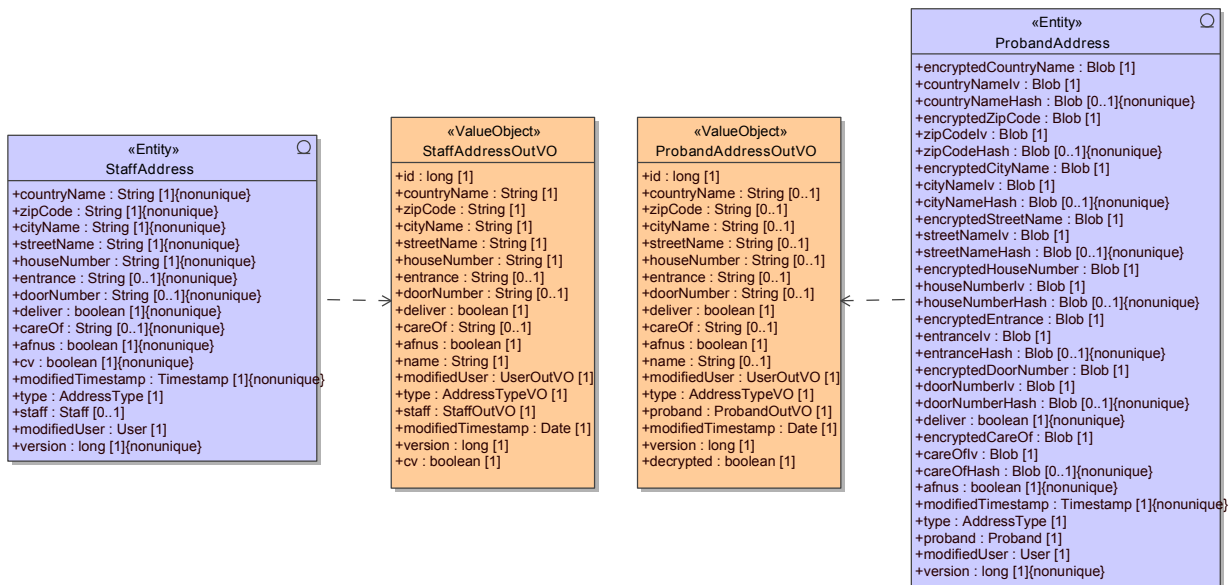 «Entity»
StaffAddress
+countryName : String [1]{nonunique}
+zipCode : String [1]{nonunique}
+cityName : String [1]{nonunique}
+streetName : String [1]{nonunique}
+houseNumber : String [1]{nonunique}
+entrance : String [0..1]{nonunique}
+doorNumber : String [0..1]{nonunique}
+deliver : boolean [1]{nonunique}
+careOf : String [0..1]{nonunique}
+afnus : boolean [1]{nonunique}
+cv : boolean [1]{nonunique}
+modifiedTimestamp : Timestamp [1]{nonunique}
+type : AddressType [1]
+staff : Staff [0..1]
+modifiedUser : User [1]
+version : long [1]{nonunique}
«ValueObject»
StaffAddressOutVO
+id : long [1]
+countryName : String [1]
+zipCode : String [1]
+cityName : String [1]
+streetName : String [1]
+houseNumber : String [1]
+entrance : String [0..1]
+doorNumber : String [0..1]
+deliver : boolean [1]
+careOf : String [0..1]
+afnus : boolean [1]
+name : String [1]
+modifiedUser : UserOutVO [1]
+type : AddressTypeVO [1]
+staff : StaffOutVO [1]
+modifiedTimestamp : Date [1]
+version : long [1]
+cv : boolean [1]
«ValueObject»
ProbandAddressOutVO
+id : long [1]
+countryName : String [0..1]
+zipCode : String [0..1]
+cityName : String [0..1]
+streetName : String [0..1]
+houseNumber : String [0..1]
+entrance : String [0..1]
+doorNumber : String [0..1]
+deliver : boolean [1]
+careOf : String [0..1]
+afnus : boolean [1]
+name : String [0..1]
+modifiedUser : UserOutVO [1]
+type : AddressTypeVO [1]
+proband : ProbandOutVO [1]
+modifiedTimestamp : Date [1]
+version : long [1]
+decrypted : boolean [1]
«Entity»
ProbandAddress
+encryptedCountryName : Blob [1]
+countryNameIv : Blob [1]
+countryNameHash : Blob [0..1]{nonunique}
+encryptedZipCode : Blob [1]
+zipCodeIv : Blob [1]
+zipCodeHash : Blob [0..1]{nonunique}
+encryptedCityName : Blob [1]
+cityNameIv : Blob [1]
+cityNameHash : Blob [0..1]{nonunique}
+encryptedStreetName : Blob [1]
+streetNameIv : Blob [1]
+streetNameHash : Blob [0..1]{nonunique}
+encryptedHouseNumber : Blob [1]
+houseNumberIv : Blob [1]
+houseNumberHash : Blob [0..1]{nonunique}
+encryptedEntrance : Blob [1]
+entranceIv : Blob [1]
+entranceHash : Blob [0..1]{nonunique}
+encryptedDoorNumber : Blob [1]
+doorNumberIv : Blob [1]
+doorNumberHash : Blob [0..1]{nonunique}
+deliver : boolean [1]{nonunique}
+encryptedCareOf : Blob [1]
+careOfIv : Blob [1]
+careOfHash : Blob [0..1]{nonunique}
+afnus : boolean [1]{nonunique}
+modifiedTimestamp : Timestamp [1]{nonunique}
+type : AddressType [1]
+proband : Proband [1]
+modifiedUser : User [1]
+version : long [1]{nonunique}